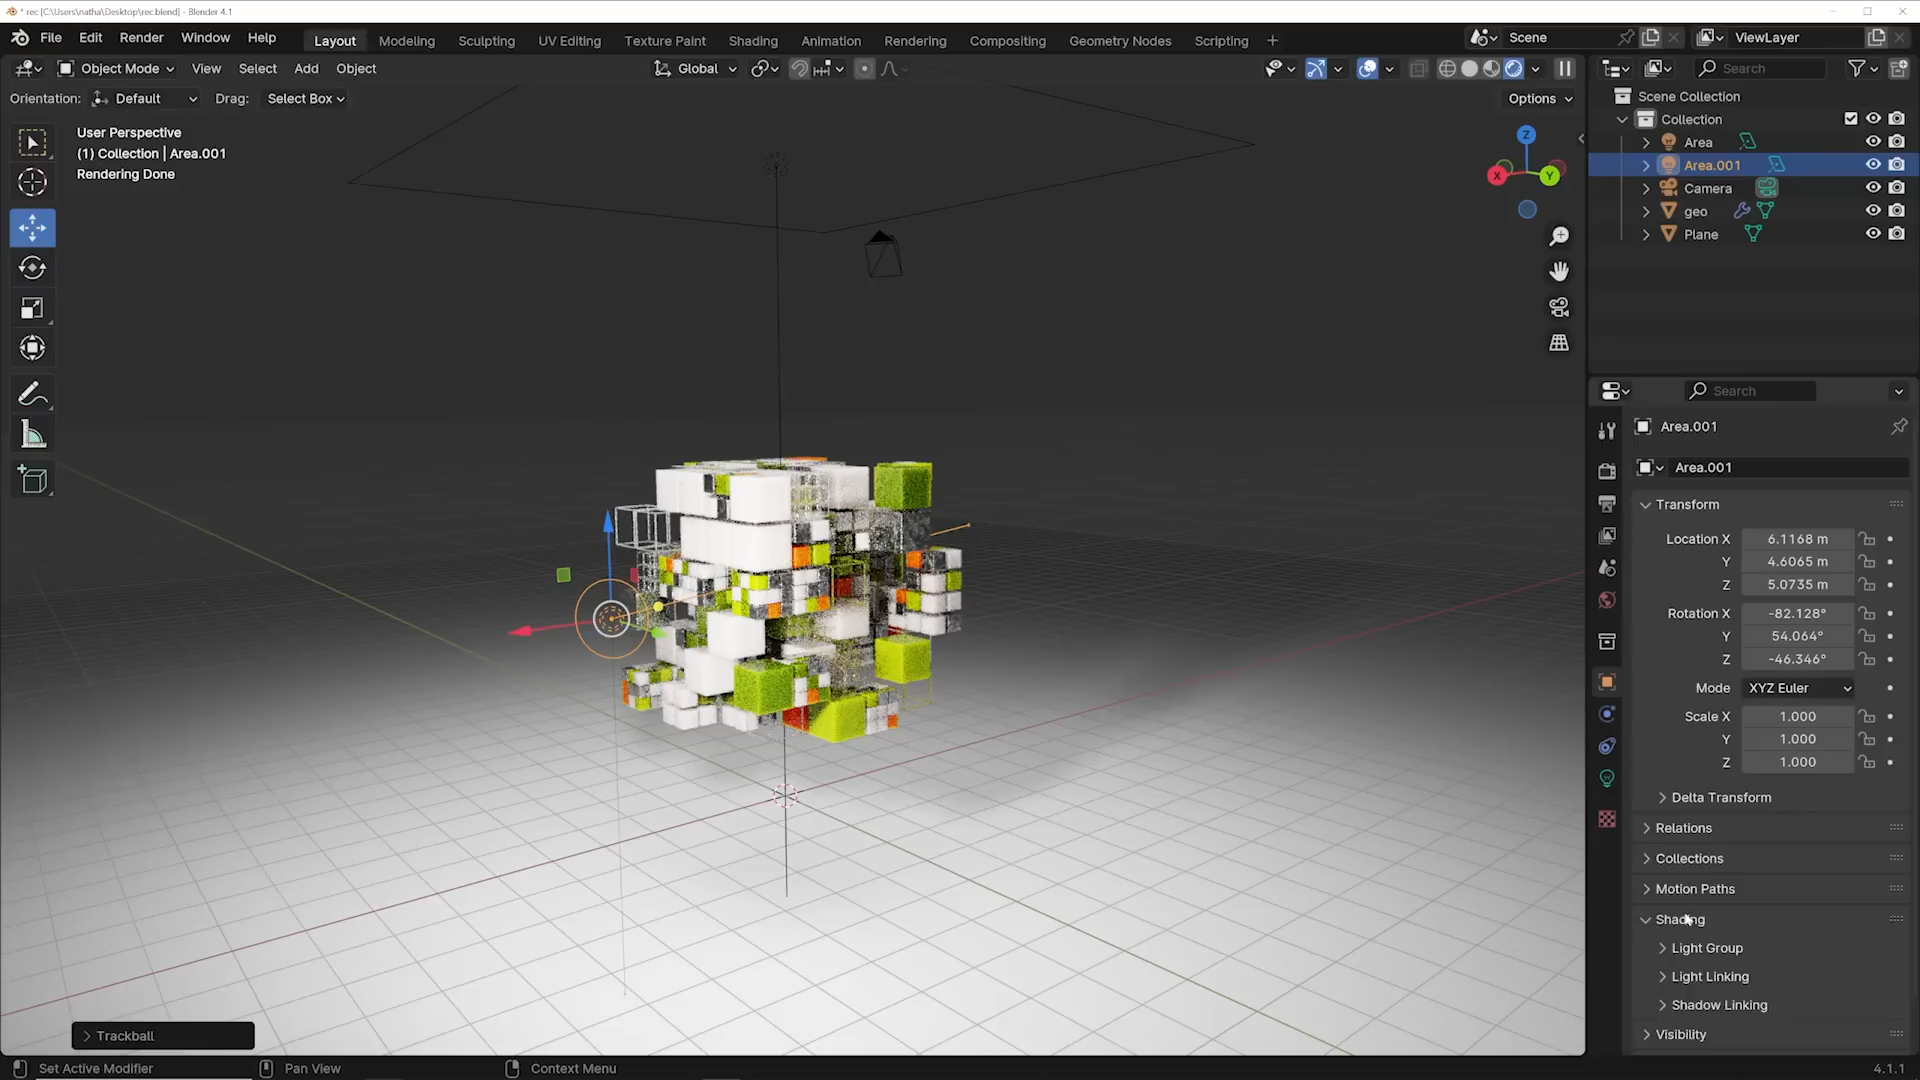 * rec [C:\Users\natha\Desktop\rec.blend] - Blender 4.1
File Edit Render Window Help Layout Modeling Sculpting UV Editing Texture Paint Shading Animation Rendering Compositing Geometry Nodes Scripting + Scene ViewLayer
Object Mode View Select Add Object Global Search
Orientation: Default Drag: Select Box Options
User Perspective
(1) Collection | Area.001
Rendering Done
Z
X
Y
Scene Collection
Collection
Area
Area.001
Camera
geo
Plane
Search
Area.001
Area.001
Transform
Location X 6.1168 m
Y 4.6065 m
Z 5.0735 m
Rotation X -82.128°
Y 54.064°
Z -46.346°
Mode XYZ Euler
Scale X 1.000
Y 1.000
Z 1.000
Delta Transform
Relations
Collections
Motion Paths
Shading
Light Group
Light Linking
Shadow Linking
Visibility
Trackball
Set Active Modifier Pan View Context Menu 4.1.1